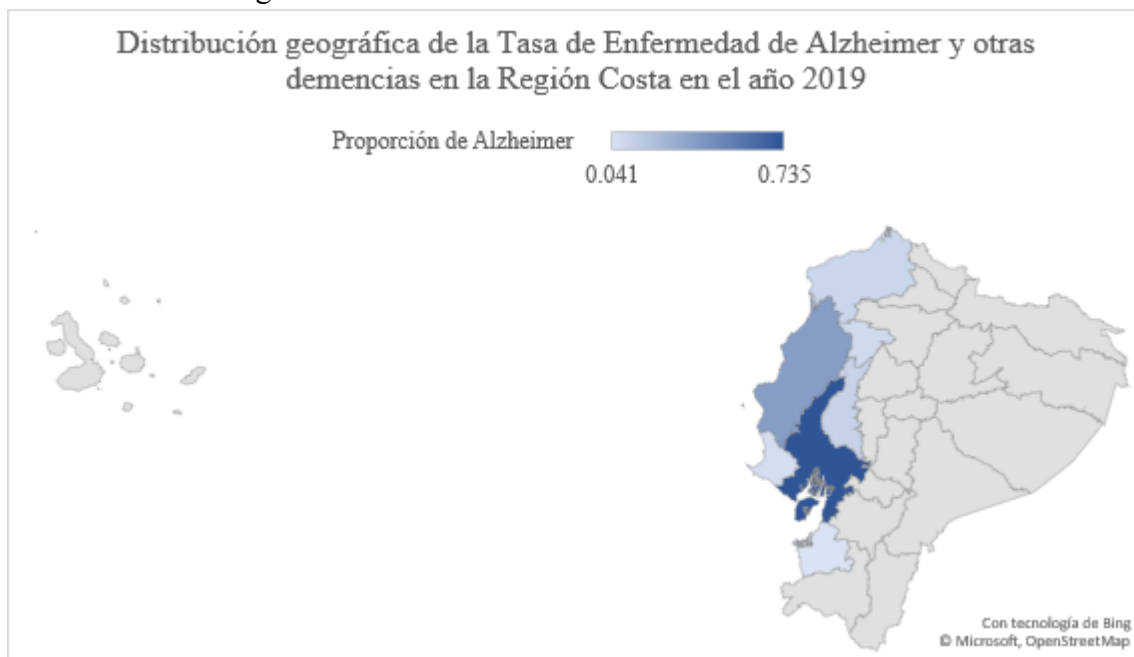 Distribución geográfica de la Tasa de Enfermedad de Alzheimer y otras
demencias en la Región Costa en el año 2019
Proporción de Alzheimer
0.041 0.735
Con tecnología de Bing
© Microsoft, OpenStreetMap